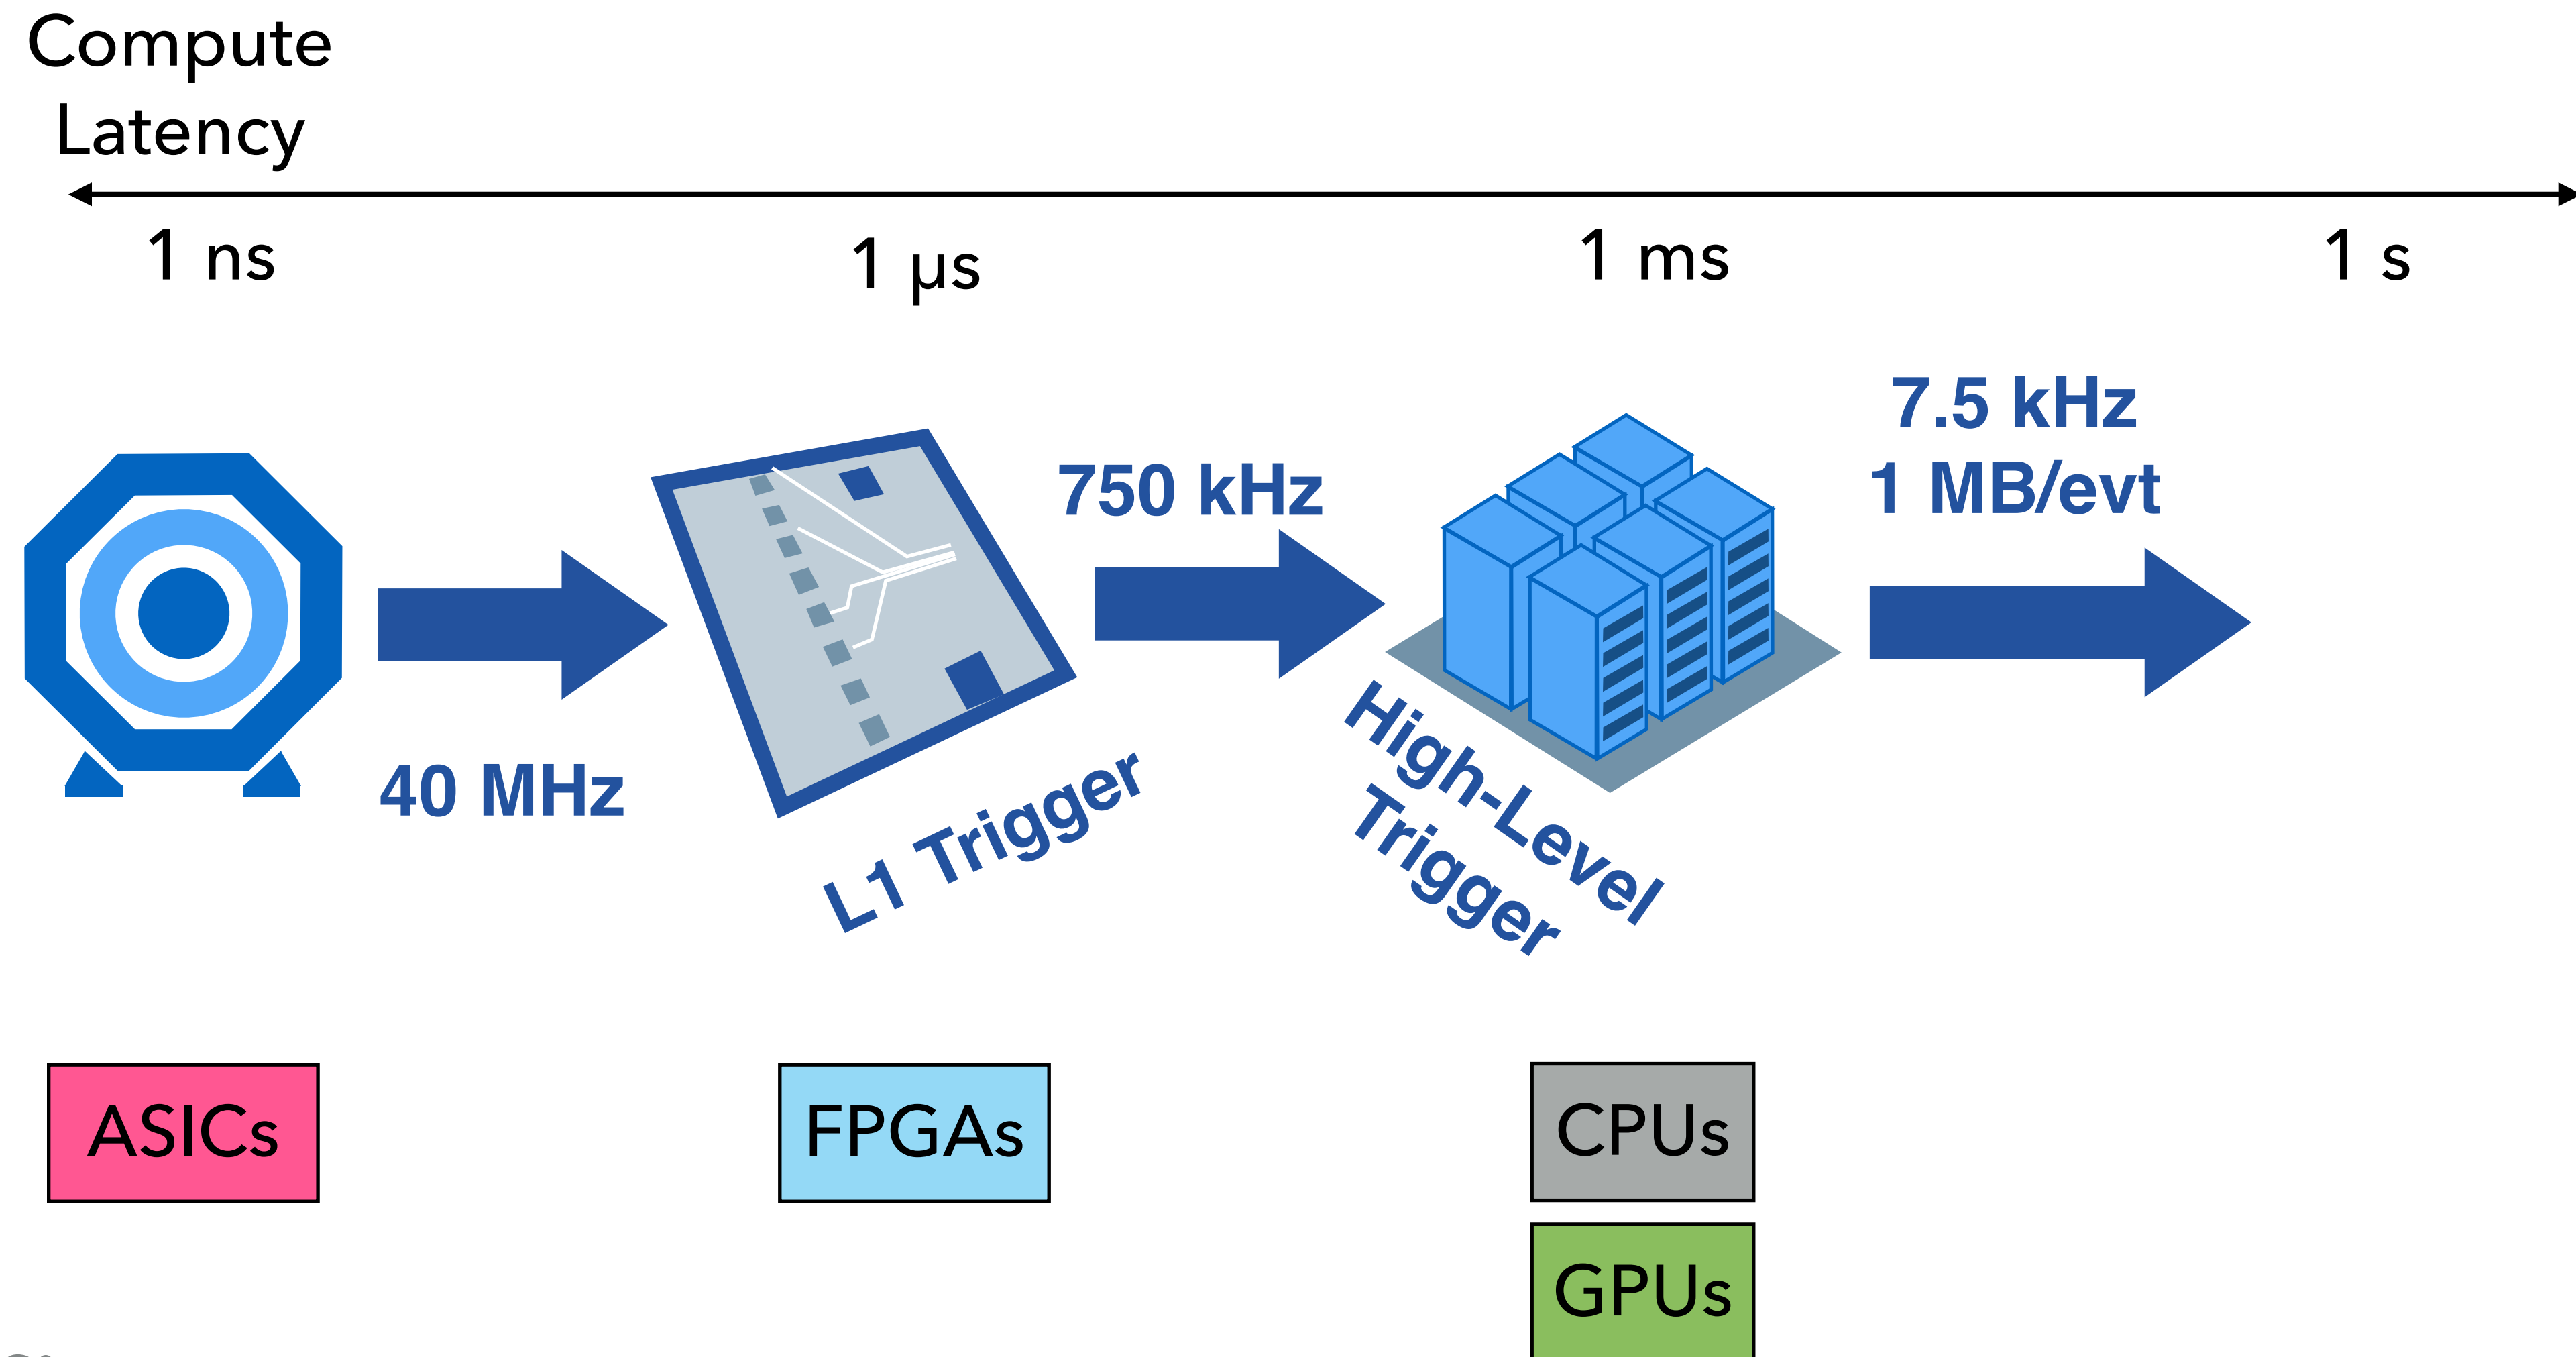 Compute
Latency
1 ns
1 µs
1 ms
1 s
7.5 kHz
1 MB/evt
750 kHz
40 MHz
L1 Trigger
High-Level
Trigger
ASICs
FPGAs
CPUs
GPUs